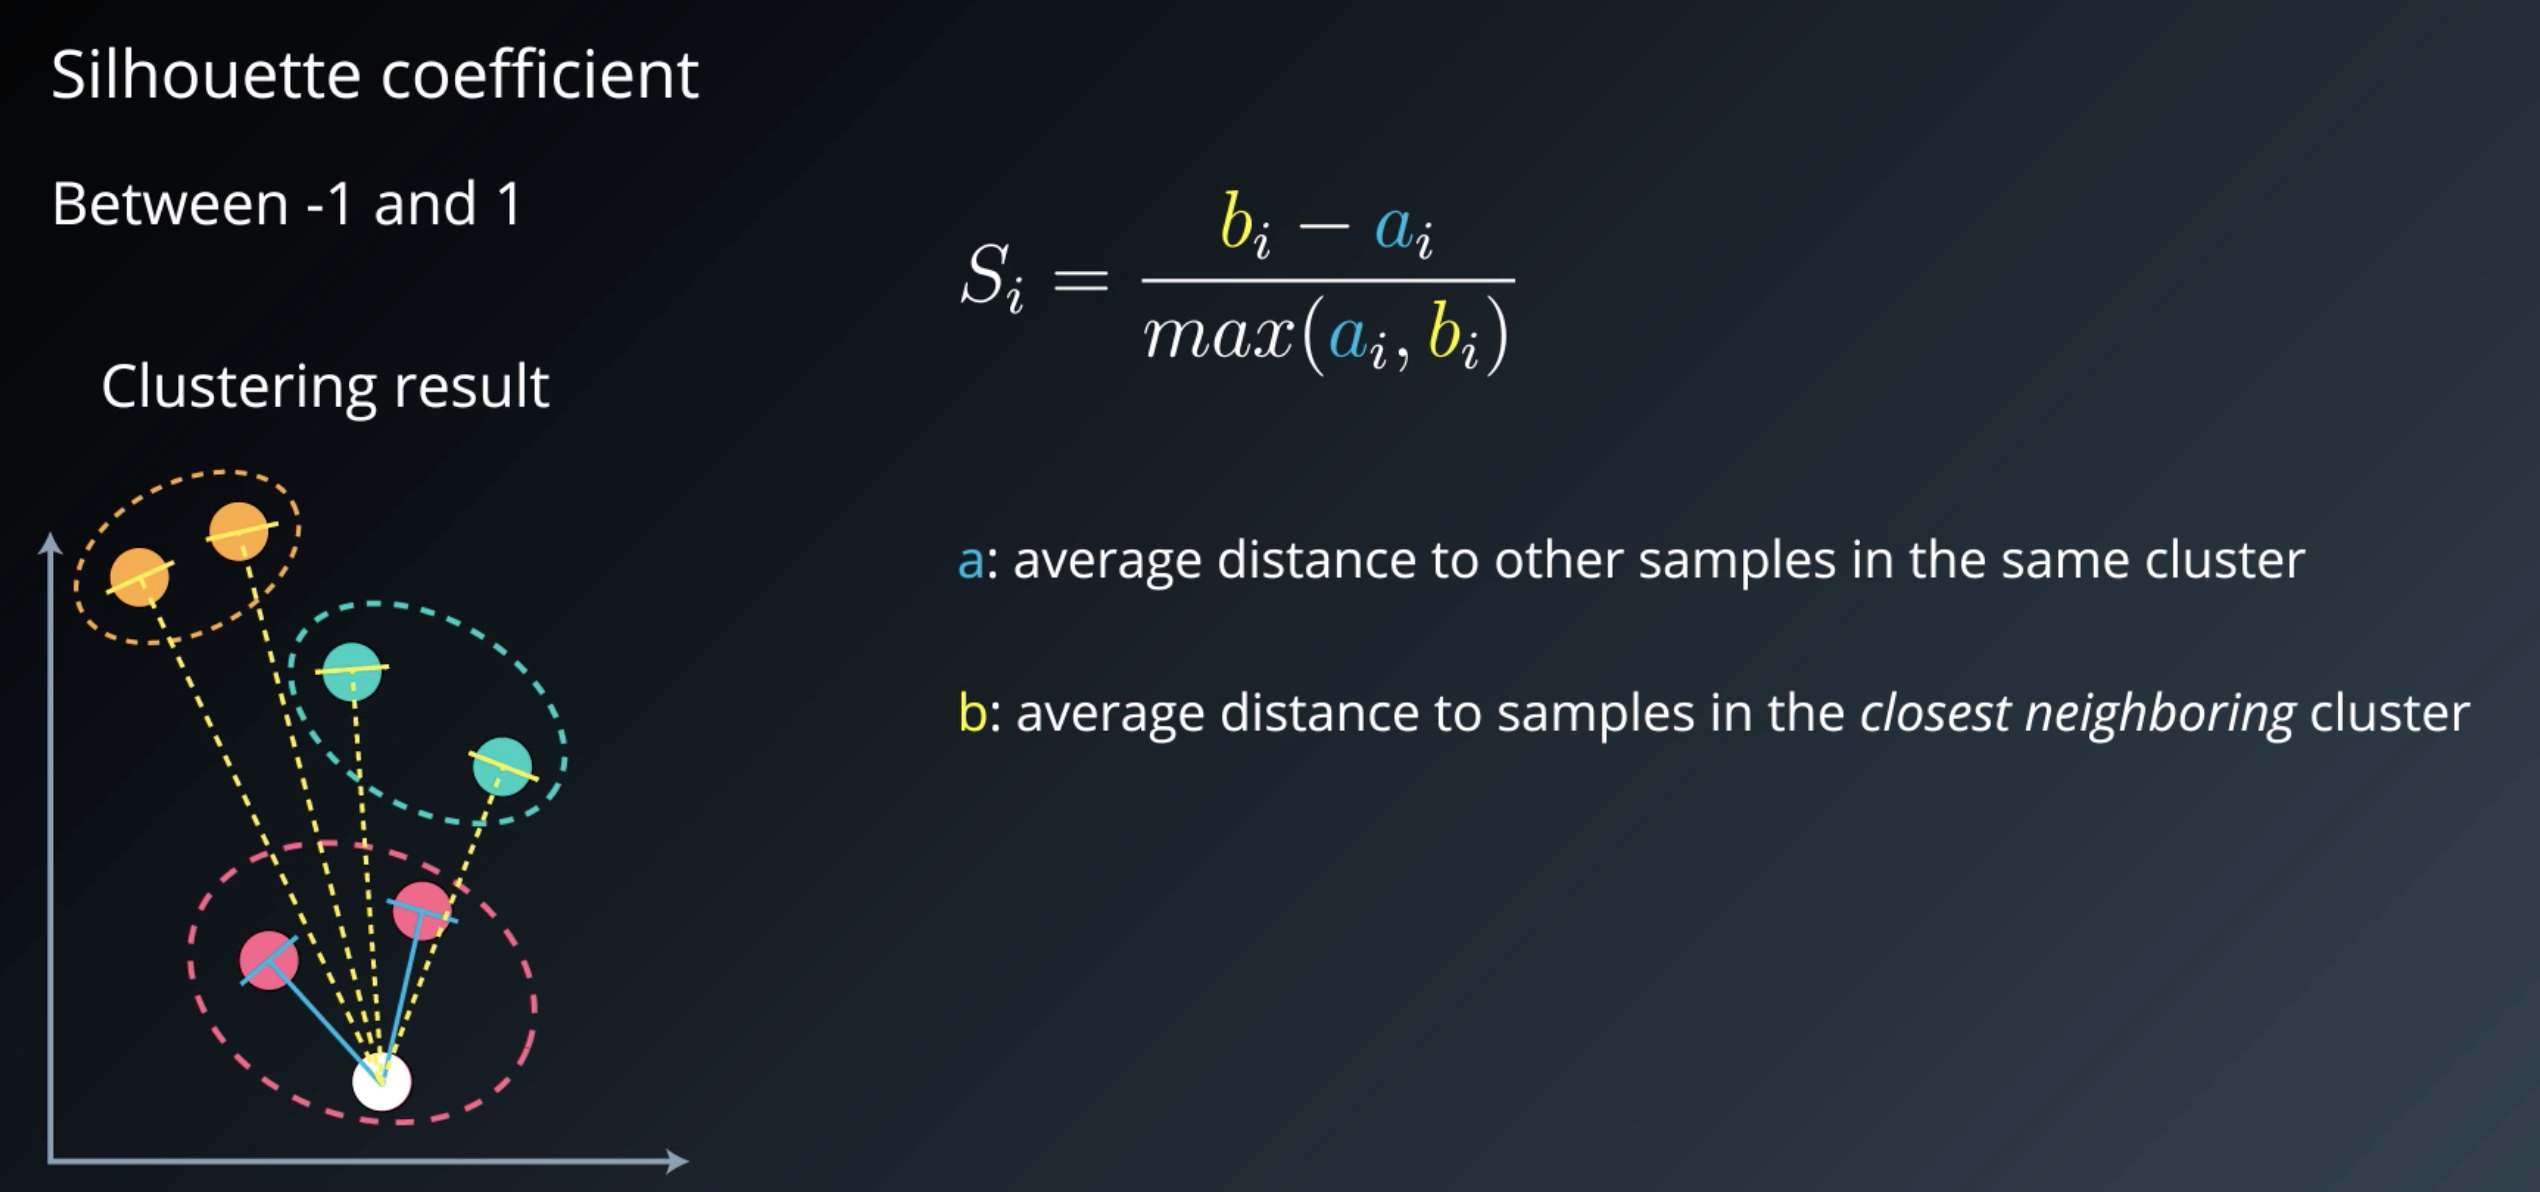 Silhouette coefficient
Between -1 and 1
S_i = \frac{b_i - a_i}{max(a_i, b_i)}
Clustering result
a: average distance to other samples in the same cluster
b: average distance to samples in the closest neighboring cluster